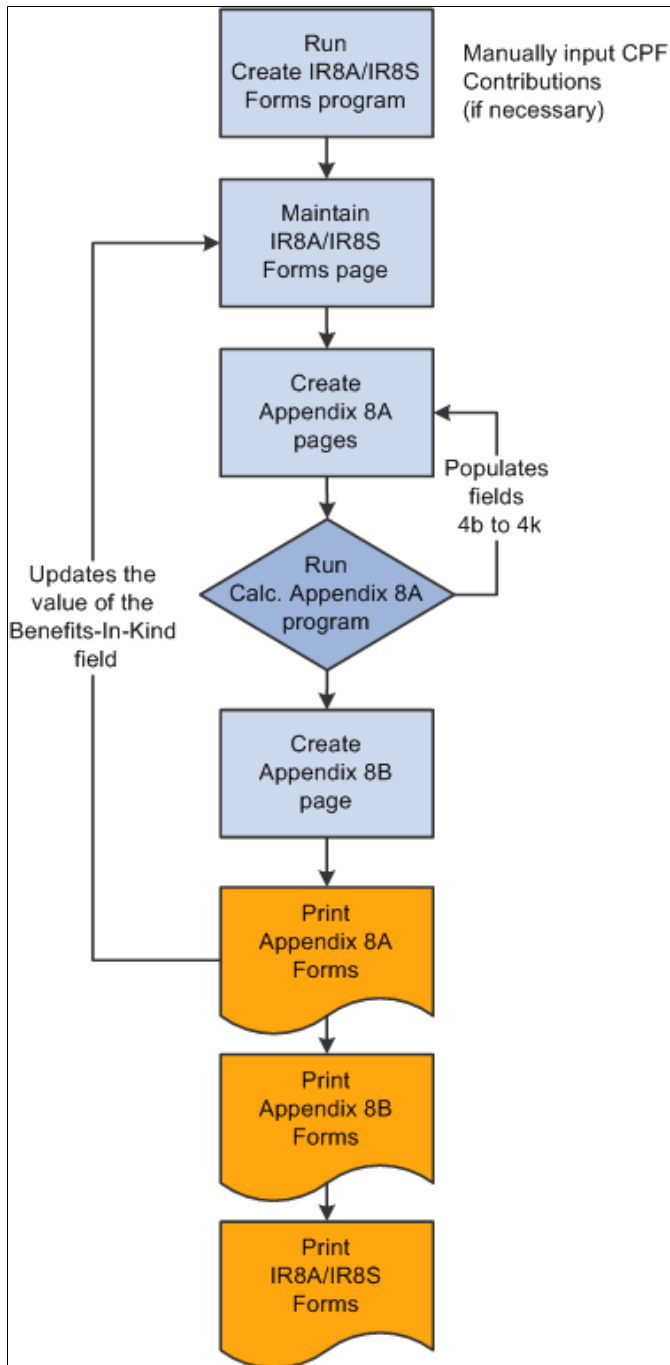 Run
Create IR8A/IR8S
Forms program
Manually input CPF
Contributions
(if necessary)
Maintain
IR8A/IR8S
Forms page
Create
Appendix 8A
pages
Populates
fields
4b to 4k
Run
Calc. Appendix 8A
program
Updates the
value of the
Benefits-In-Kind
field
Create
Appendix 8B
page
Print
Appendix 8A
Forms
Print
Appendix 8B
Forms
Print
IR8A/IR8S
Forms